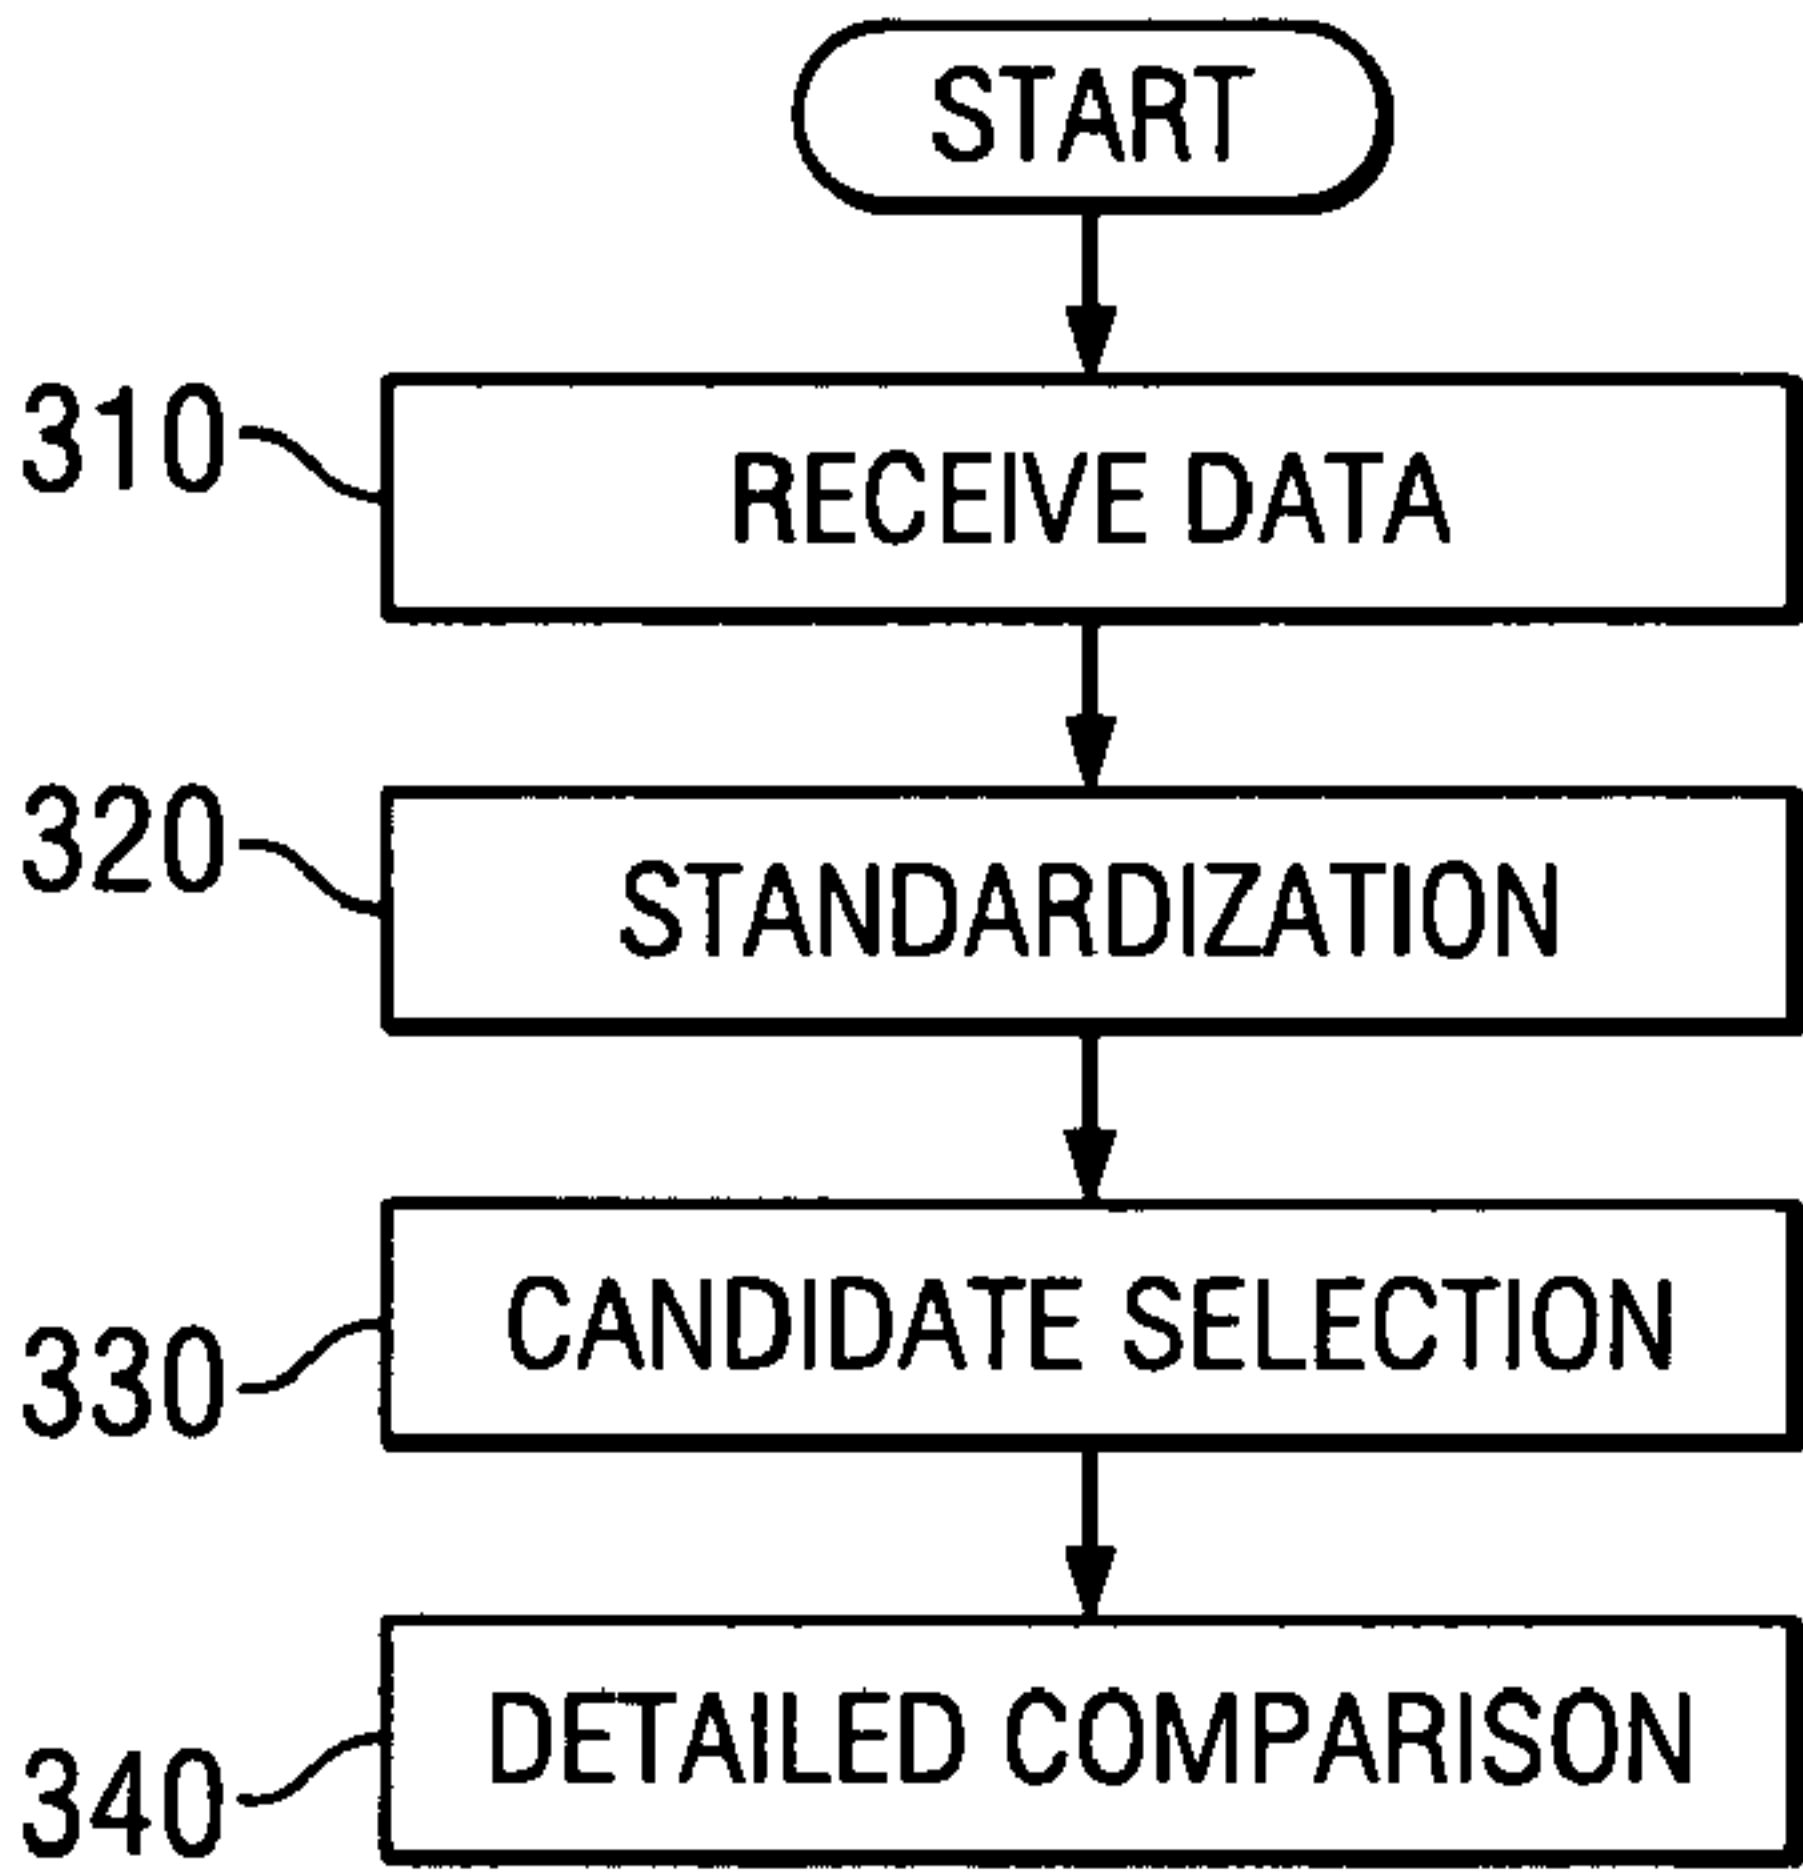 START
310
RECEIVE DATA
320
STANDARDIZATION
330
CANDIDATE SELECTION
340
DETAILED COMPARISON